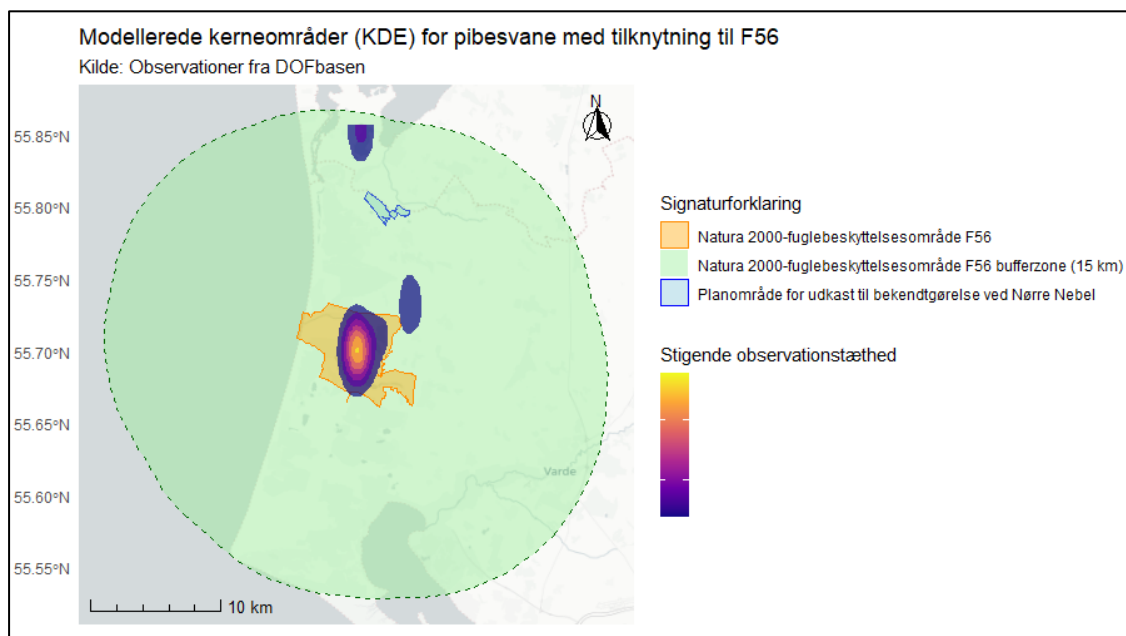 Modellerede kerneområder (KDE) for pibesvane med tilknytning til F56
Kilde: Observationer fra DOFbasen
N
55.85°N
55.80°N
55.75°N
55.70°N
55.65°N
55.60°N
55.55°N
Varde
10 km
Signaturforklaring
Natura 2000-fuglebeskyttelsesområde F56
Natura 2000-fuglebeskyttelsesområde F56 bufferzone (15 km)
Planområde for udkast til bekendtgørelse ved Nørre Nebel
Stigende observationstæthed